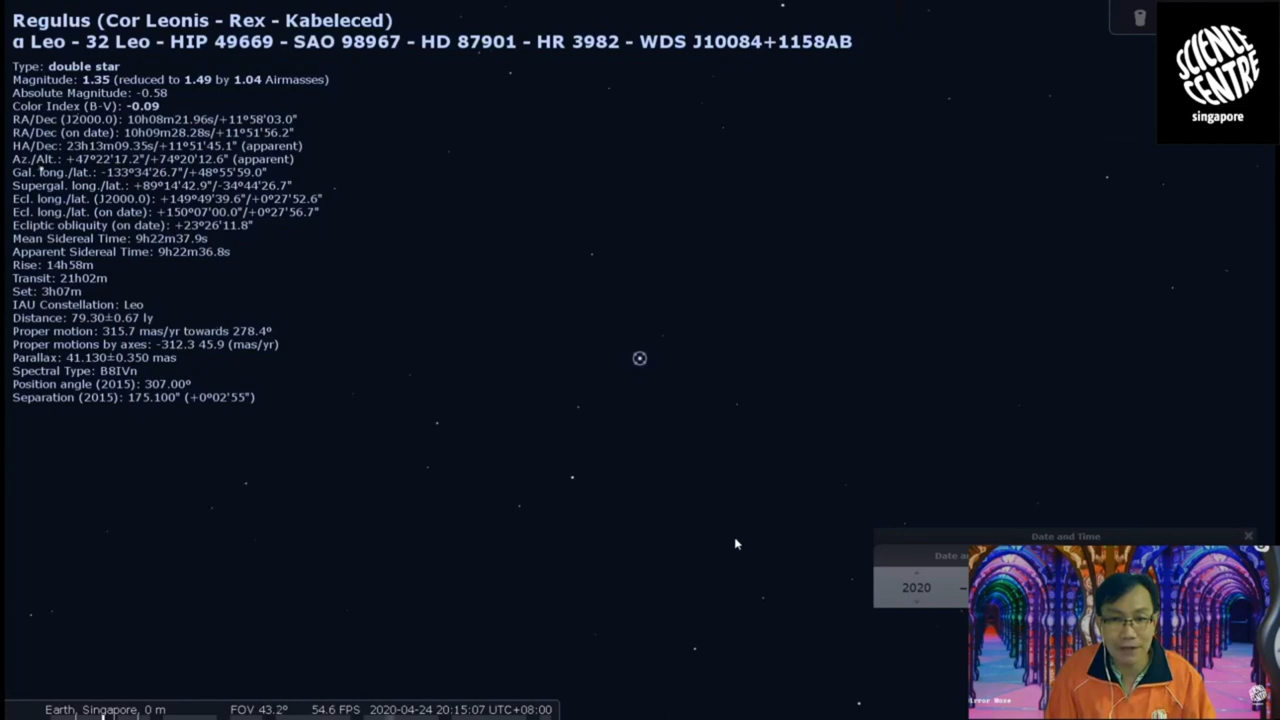 Regulus (Cor Leonis - Rex - Kabeleced)
α Leo - 32 Leo - HIP 49669 - SAO 98967 - HD 87901 - HR 3982 - WDS J10084+1158AB
Type: double star
Magnitude: 1.35 (reduced to 1.49 by 1.04 Airmasses)
Absolute Magnitude: -0.58
Color Index (B-V): -0.09
RA/Dec (J2000.0): 10h08m21.96s/+11°58'03.0"
RA/Dec (on date): 10h09m28.28s/+11°51'56.2"
HA/Dec: 23h13m09.35s/+11°51'45.1" (apparent)
Az./Alt.: +47°22'17.2"/+74°20'12.6" (apparent)
Gal. long./lat.: -133°34'26.7"/+48°55'59.0"
Supergal. long./lat.: +89°14'42.9"/-34°44'26.7"
Ecl. long./lat. (J2000.0): +149°49'39.6"/+0°27'52.6"
Ecl. long./lat. (on date): +150°07'00.0"/+0°27'56.7"
Ecliptic obliquity (on date): +23°26'11.8"
Mean Sidereal Time: 9h22m37.9s
Apparent Sidereal Time: 9h22m36.8s
Rise: 14h58m
Transit: 21h02m
Set: 3h07m
IAU Constellation: Leo
Distance: 79.30±0.67 ly
Proper motion: 315.7 mas/yr towards 278.4°
Proper motions by axes: -312.3 45.9 (mas/yr)
Parallax: 41.130±0.350 mas
Spectral Type: B8IVn
Position angle (2015): 307.00°
Separation (2015): 175.100" (+0°02'55")
SCIENCE
CENTRE
singapore
Date and Time
Date a
2020 –
Earth, Singapore, 0 m
FOV 43.2°
54.6 FPS
2020-04-24 20:15:07 UTC+08:00